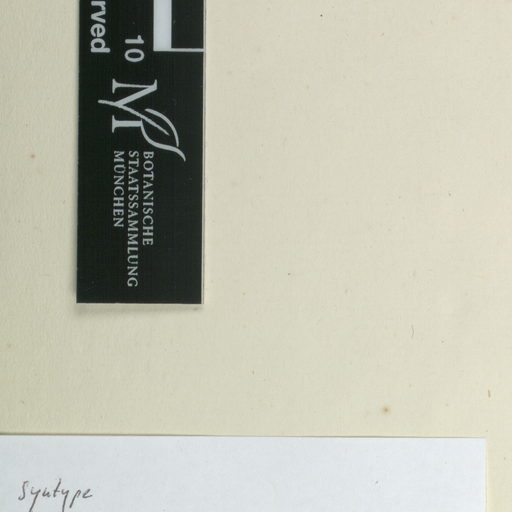 rved
10
M
BOTANISCHE
STAATSSAMMLUNG
MÜNCHEN
Syntype